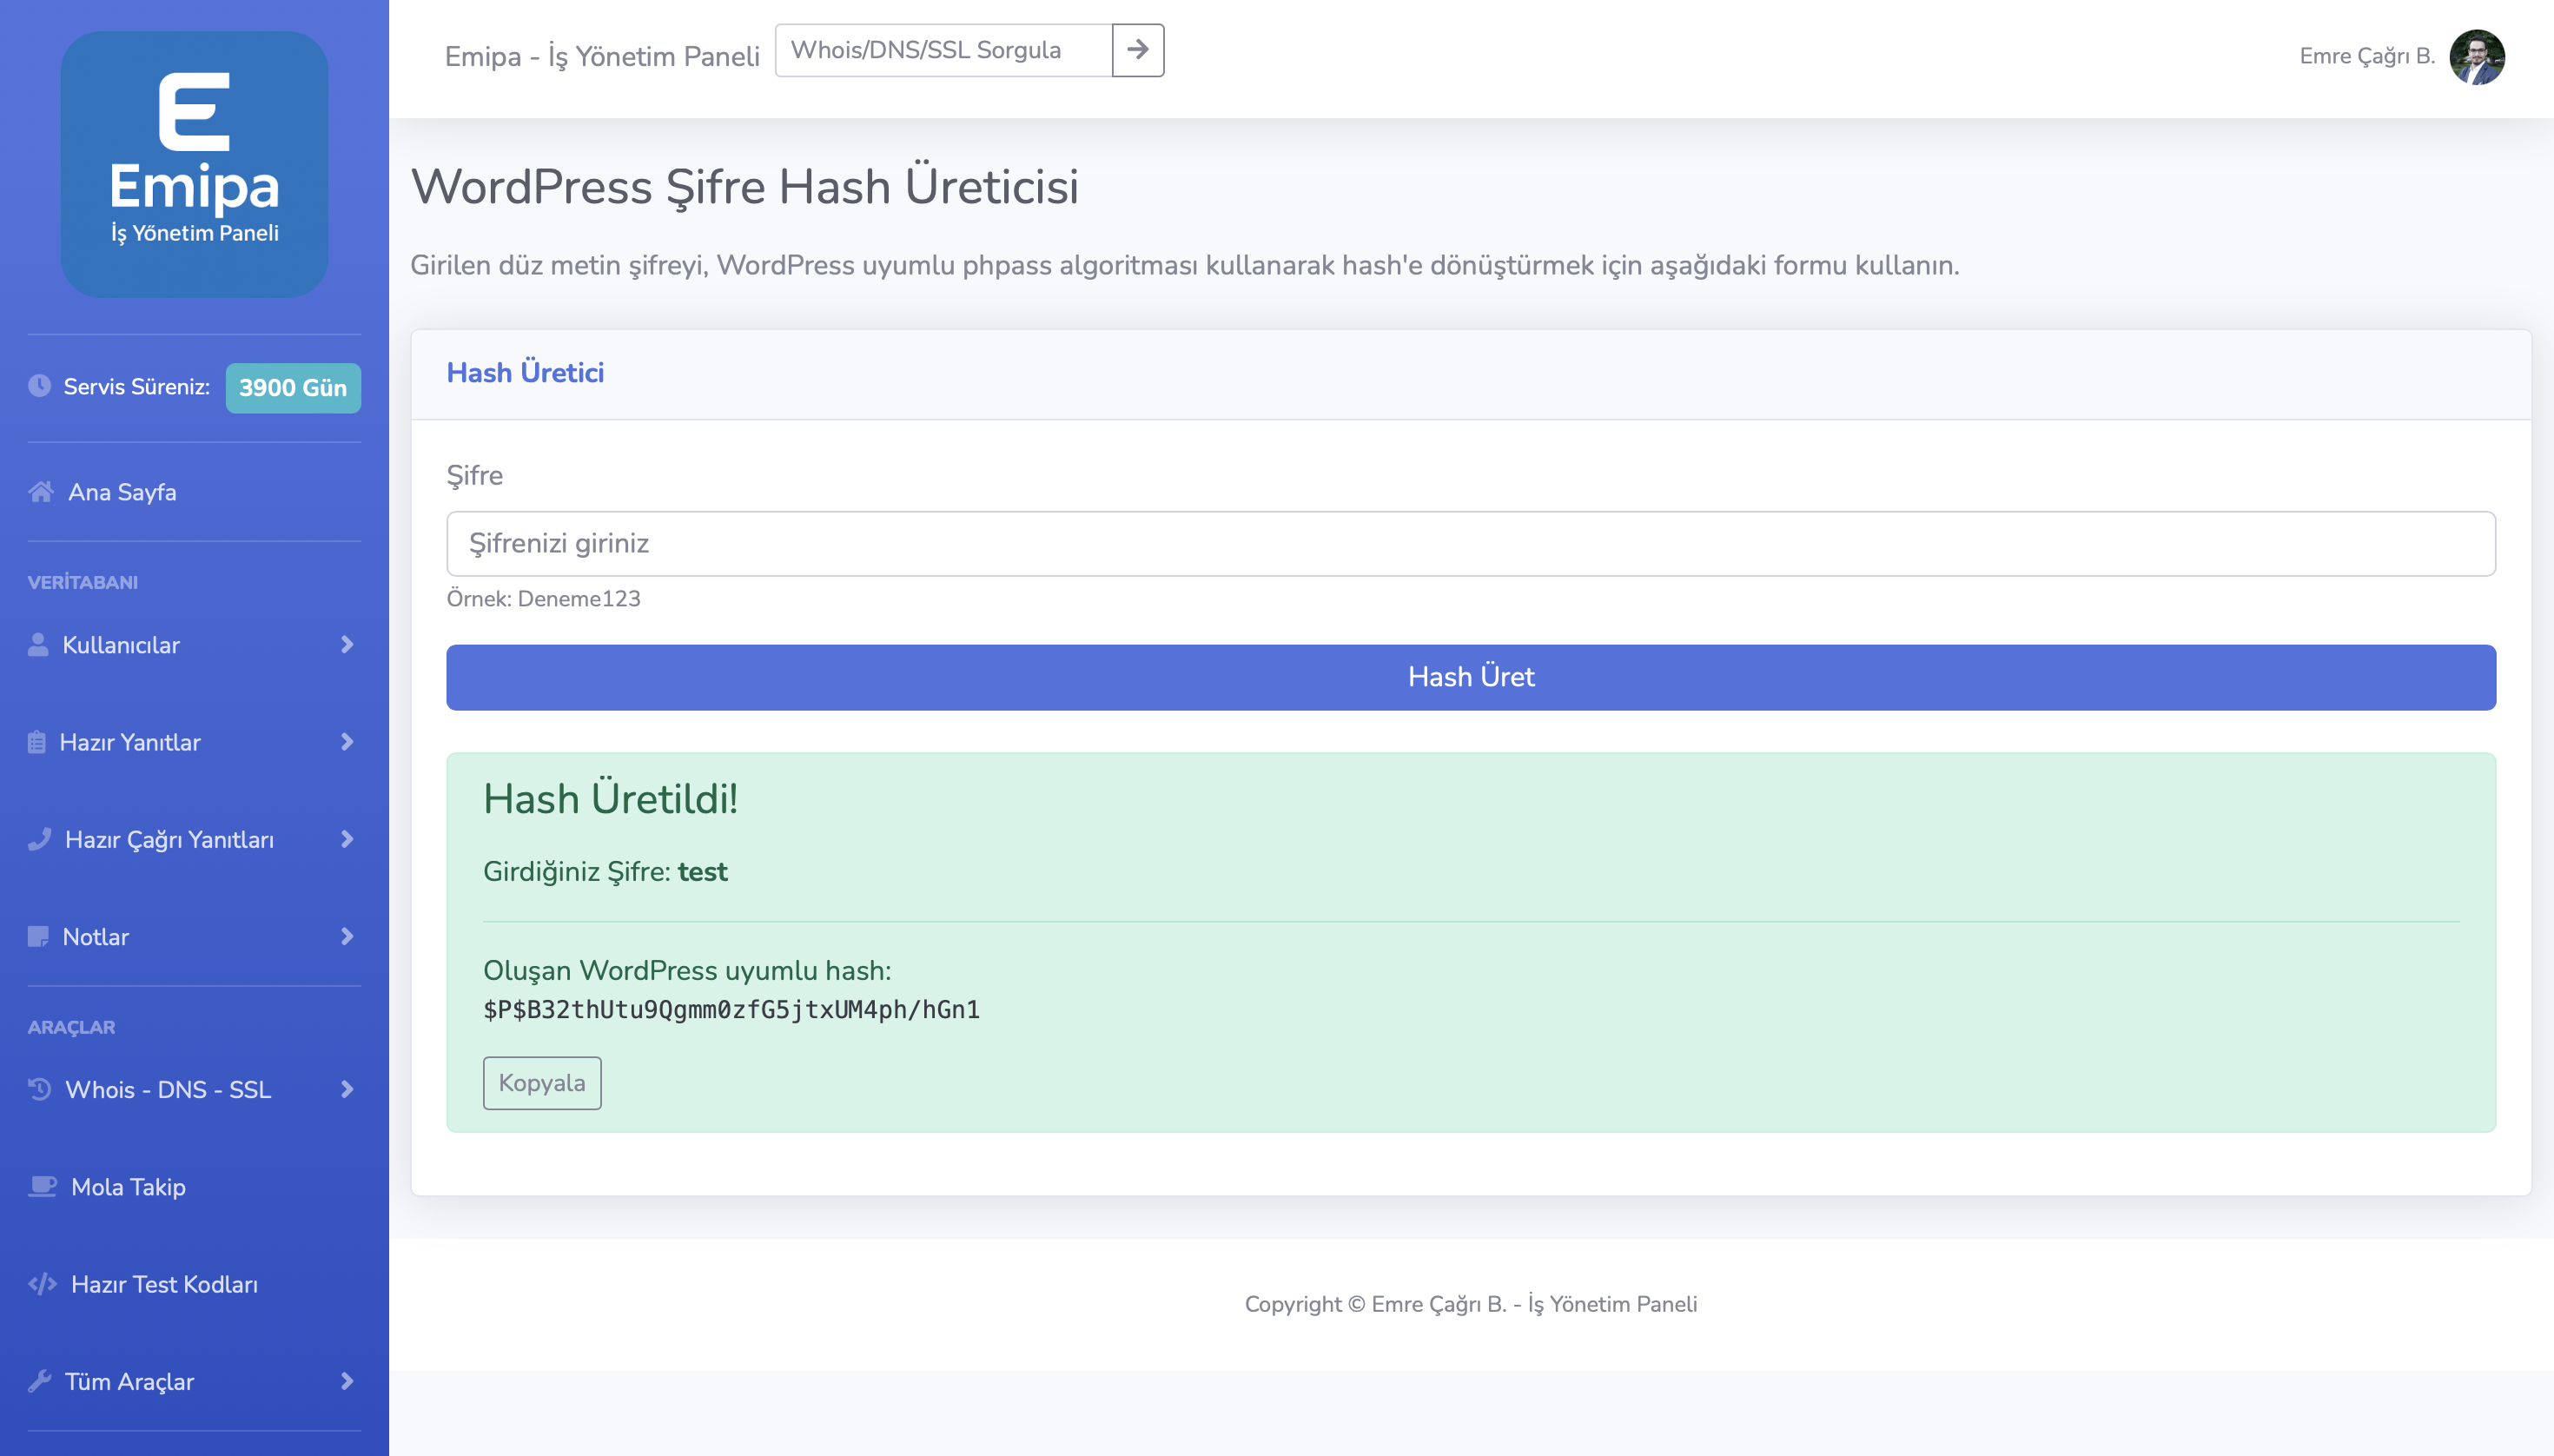 E
Emipa
İş Yönetim Paneli
Servis Süreniz: 3900 Gün
Ana Sayfa
VERİTABANI
Kullanıcılar
Hazır Yanıtlar
Hazır Çağrı Yanıtları
Notlar
ARAÇLAR
Whois - DNS - SSL
Mola Takip
Hazır Test Kodları
Tüm Araçlar
Emipa - İş Yönetim Paneli
Whois/DNS/SSL Sorgula
Emre Çağrı B.
WordPress Şifre Hash Üreticisi
Girilen düz metin şifreyi, WordPress uyumlu phpass algoritması kullanarak hash'e dönüştürmek için aşağıdaki formu kullanın.
Hash Üretici
Şifre
Şifrenizi giriniz
Örnek: Deneme123
Hash Üret
Hash Üretildi!
Girdiğiniz Şifre: test
Oluşan WordPress uyumlu hash:
$P$B32thUtu9Qgmm0zfG5jtxUM4ph/hGn1
Kopyala
Copyright © Emre Çağrı B. - İş Yönetim Paneli